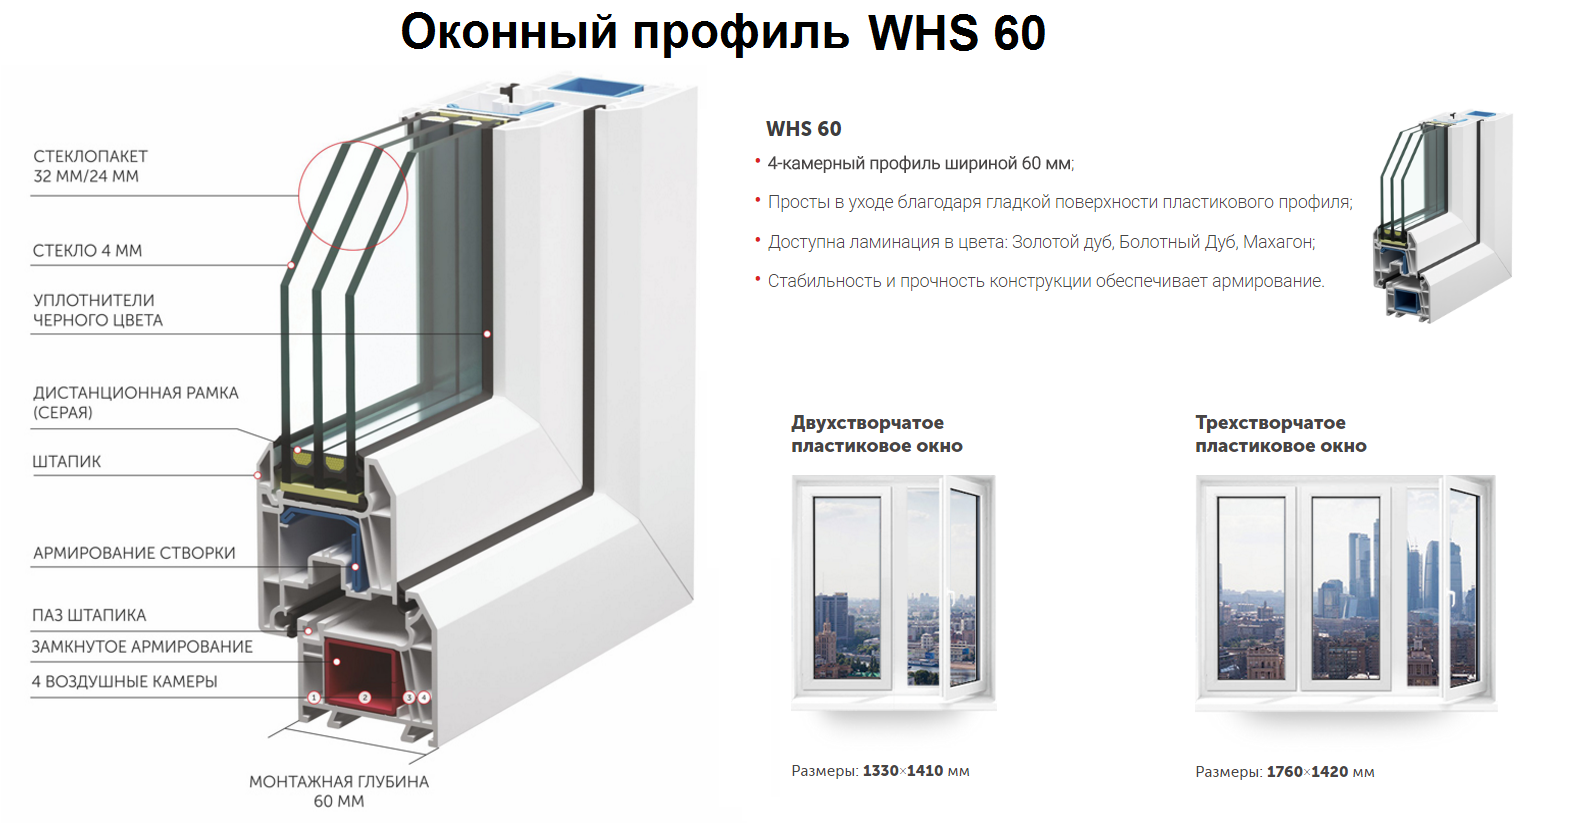 Оконный профиль WHS 60
СТЕКЛОПАКЕТ
32 ММ/24 ММ
СТЕКЛО 4 ММ
УПЛОТНИТЕЛИ
ЧЕРНОГО ЦВЕТА
ДИСТАНЦИОННАЯ РАМКА
(СЕРАЯ)
ШТАПИК
АРМИРОВАНИЕ СТВОРКИ
ПАЗ ШТАПИКА
ЗАМКНУТОЕ АРМИРОВАНИЕ
4 ВОЗДУШНЫЕ КАМЕРЫ
1 2 3 4
МОНТАЖНАЯ ГЛУБИНА
60 ММ
WHS 60
• 4-камерный профиль шириной 60 мм;
• Просты в уходе благодаря гладкой поверхности пластикового профиля;
• Доступна ламинация в цвета: Золотой дуб, Болотный Дуб, Махагон;
• Стабильность и прочность конструкции обеспечивает армирование.
Двухстворчатое
пластиковое окно
Размеры: 1330×1410 мм
Трехстворчатое
пластиковое окно
Размеры: 1760×1420 мм